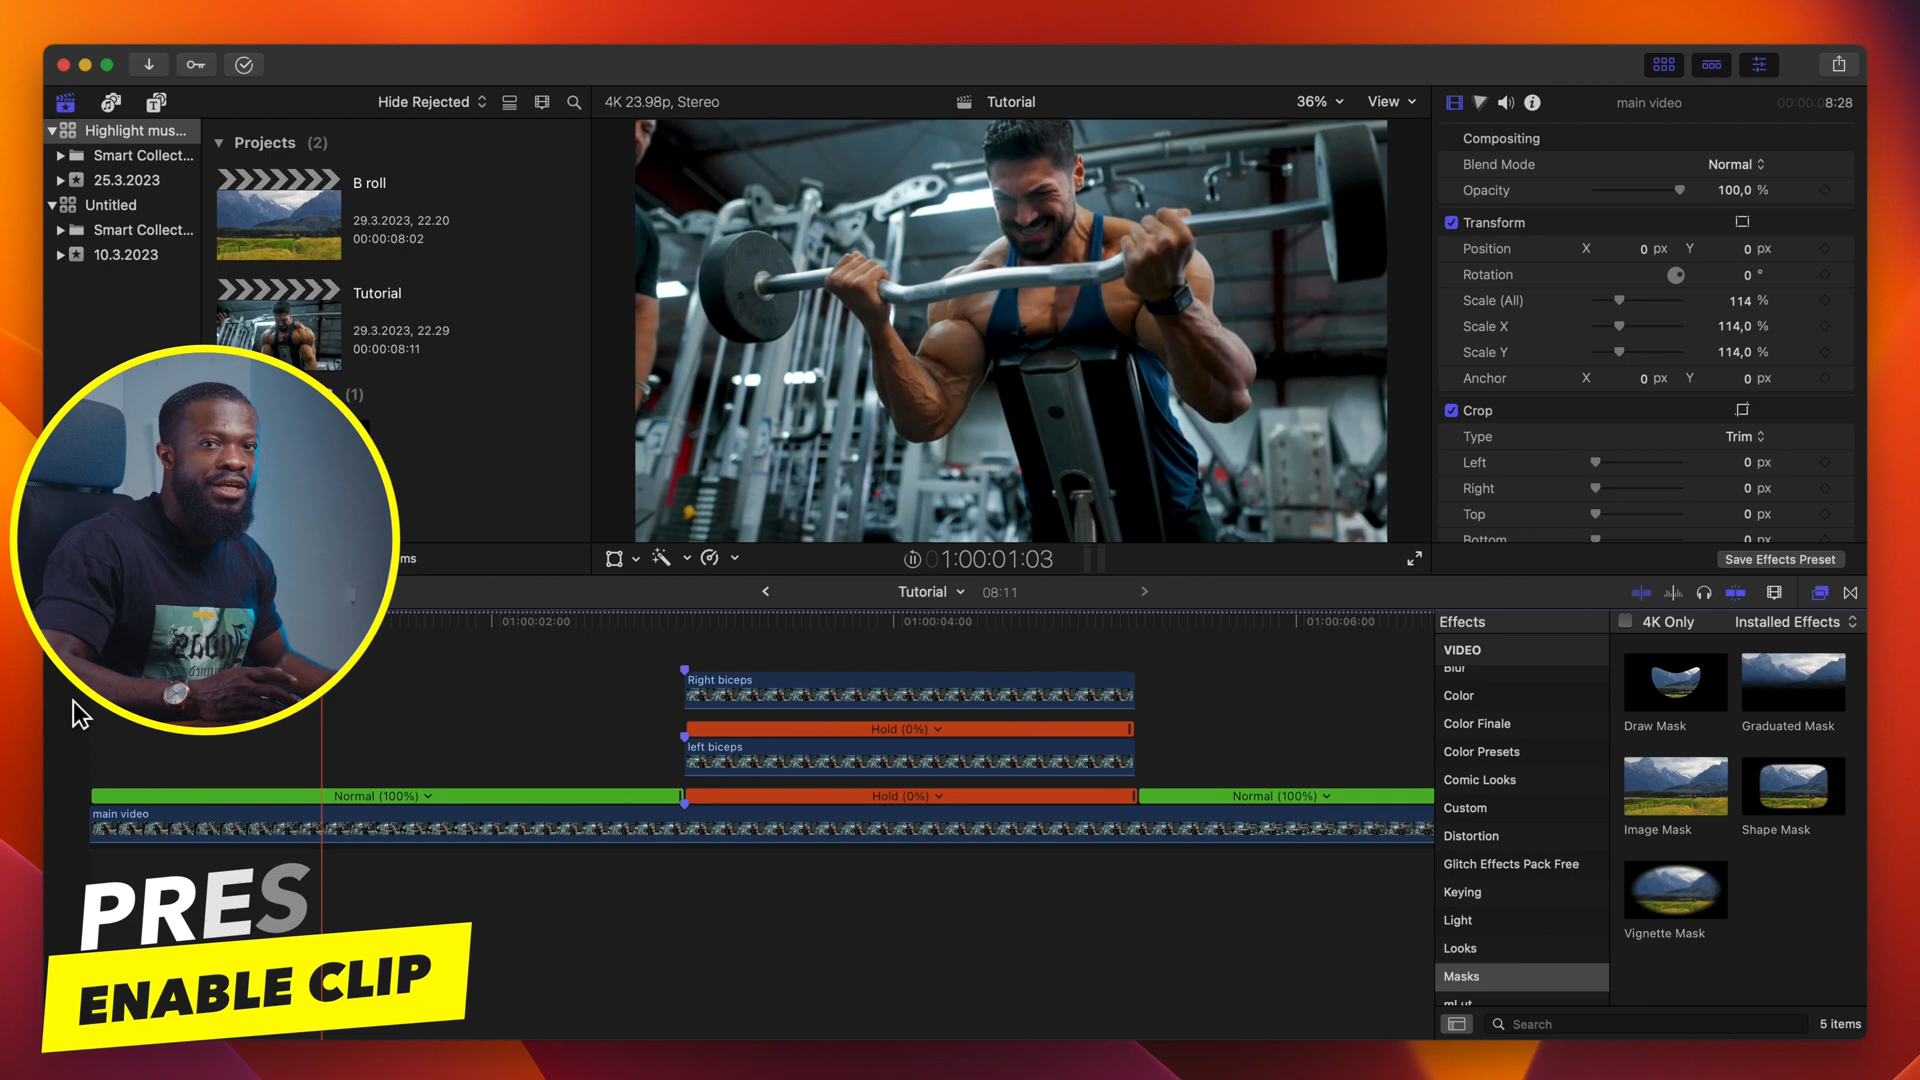 Hide Rejected
4K 23.98p, Stereo
Tutorial
36%
View
main video
00:00:08:28
Highlight mus...
Smart Collect...
25.3.2023
Untitled
Smart Collect...
10.3.2023
Projects (2)
B roll
29.3.2023, 22.20
00:00:08:02
Tutorial
29.3.2023, 22.29
00:00:08:11
(1)
ms
Compositing
Blend Mode Normal
Opacity 100,0 %
Transform
Position X 0 px Y 0 px
Rotation 0 °
Scale (All) 114 %
Scale X 114,0 %
Scale Y 114,0 %
Anchor X 0 px Y 0 px
Crop
Type Trim
Left 0 px
Right 0 px
Top 0 px
Bottom
Save Effects Preset
01:00:01:03
Tutorial 08:11
01:00:02:00
01:00:04:00
01:00:06:00
Right biceps
Hold (0%)
left biceps
Normal (100%)
Hold (0%)
Normal (100%)
main video
Effects
4K Only
Installed Effects
VIDEO
Blur
Color
Color Finale
Color Presets
Comic Looks
Custom
Distortion
Glitch Effects Pack Free
Keying
Light
Looks
Masks
mLut
Draw Mask
Graduated Mask
Image Mask
Shape Mask
Vignette Mask
Search
5 items
PRES
ENABLE CLIP